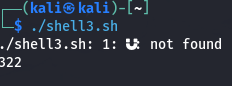 (kali㉿kali)-[~]
$ ./shell3.sh
./shell3.sh: 1: not found
322